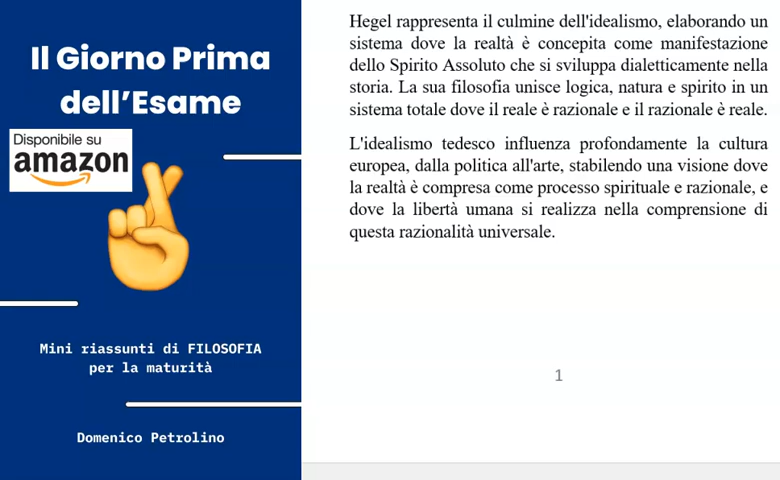 Il Giorno Prima
dell’Esame
Disponibile su
amazon
Mini riassunti di FILOSOFIA
per la maturità
Domenico Petrolino
Hegel rappresenta il culmine dell'idealismo, elaborando un
sistema dove la realtà è concepita come manifestazione
dello Spirito Assoluto che si sviluppa dialetticamente nella
storia. La sua filosofia unisce logica, natura e spirito in un
sistema totale dove il reale è razionale e il razionale è reale.
L'idealismo tedesco influenza profondamente la cultura
europea, dalla politica all'arte, stabilendo una visione dove
la realtà è compresa come processo spirituale e razionale, e
dove la libertà umana si realizza nella comprensione di
questa razionalità universale.
1